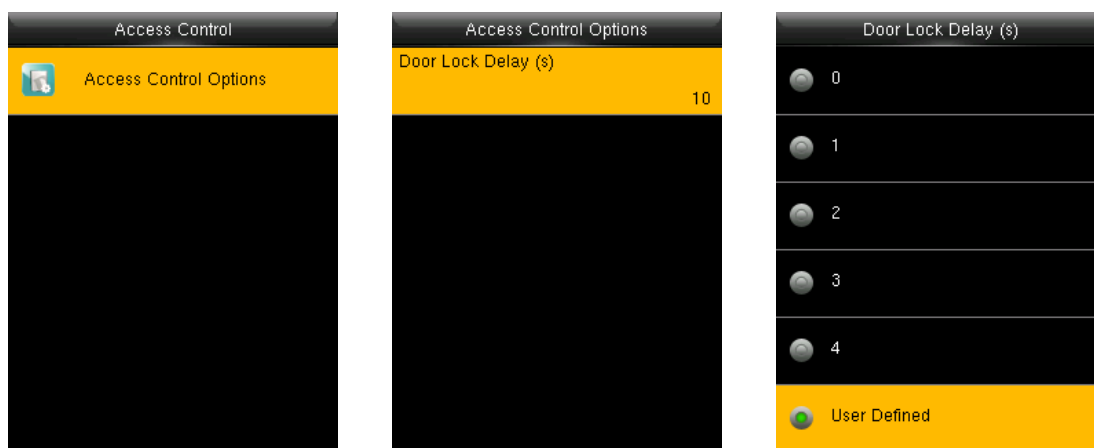 Access Control
Access Control Options
Access Control Options
Door Lock Delay (s)
10
Door Lock Delay (s)
0
1
2
3
4
User Defined